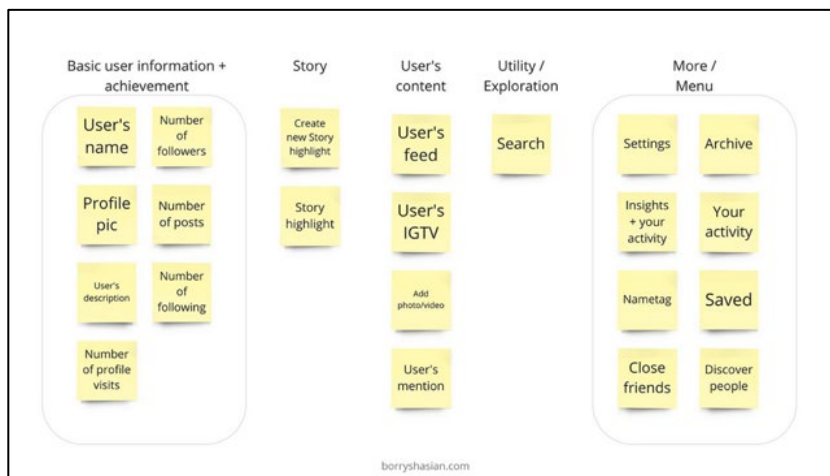 Basic user information +
achievement
User's
name
Number
of
followers
Profile
pic
Number
of posts
User's
description
Number
of
following
Number
of profile
visits
Story
Create
new Story
highlight
Story
highlight
User's
content
User's
feed
User's
IGTV
Add
photo/video
User's
mention
Utility /
Exploration
Search
More /
Menu
Settings
Archive
Insights
+ your
activity
Your
activity
Nametag
Saved
Close
friends
Discover
people
borryshasian.com